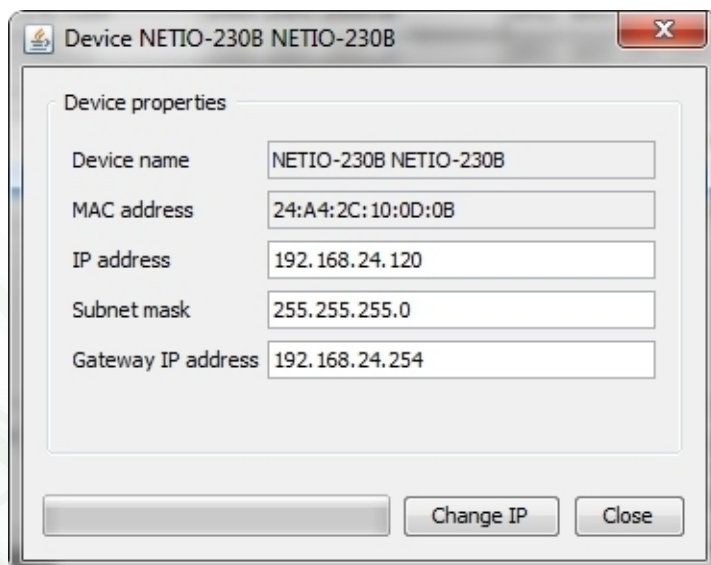 Device NETIO-230B NETIO-230B
Device properties
Device name NETIO-230B NETIO-230B
MAC address 24:A4:2C:10:0D:0B
IP address 192.168.24.120
Subnet mask 255.255.255.0
Gateway IP address 192.168.24.254
Change IP Close